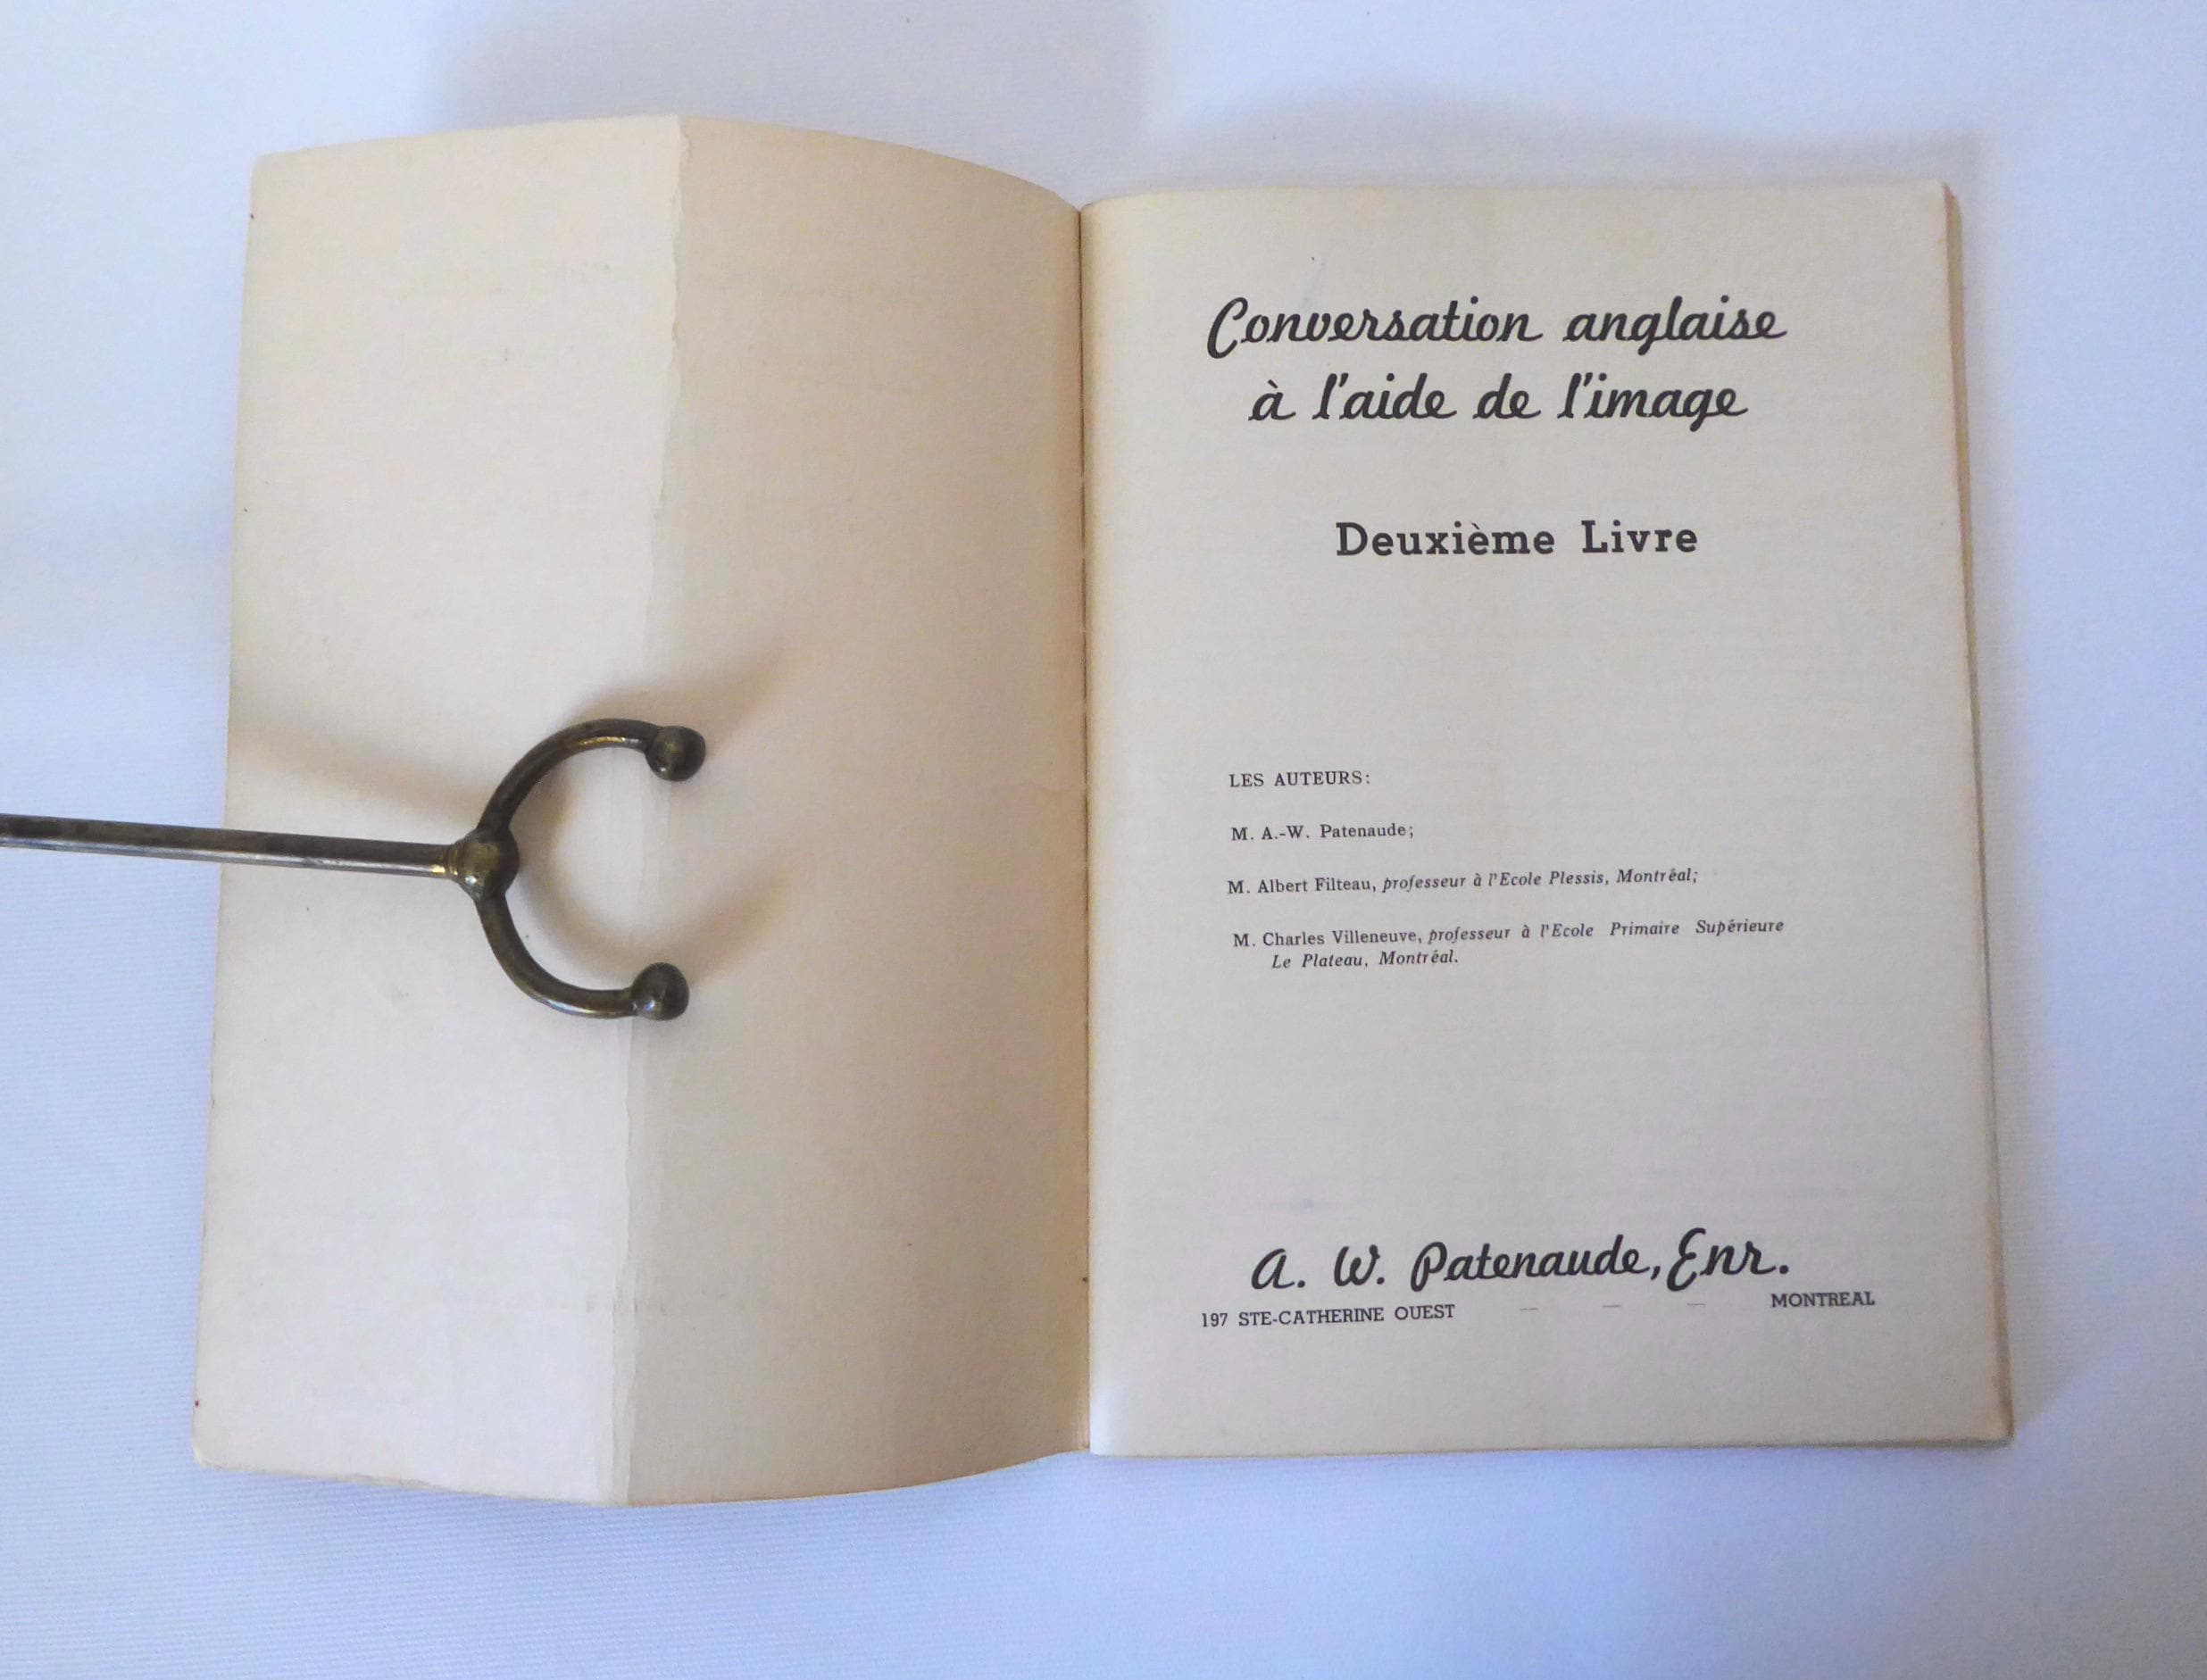 Conversation anglaise
à l'aide de l'image
Deuxième Livre
LES AUTEURS:
M. A.-W. Patenaude;
M. Albert Filteau, professeur à l'Ecole Plessis, Montréal;
M. Charles Villeneuve, professeur à l'Ecole Primaire Supérieure
Le Plateau, Montréal.
A. W. Patenaude, Enr.
197 STE-CATHERINE OUEST — — — MONTREAL